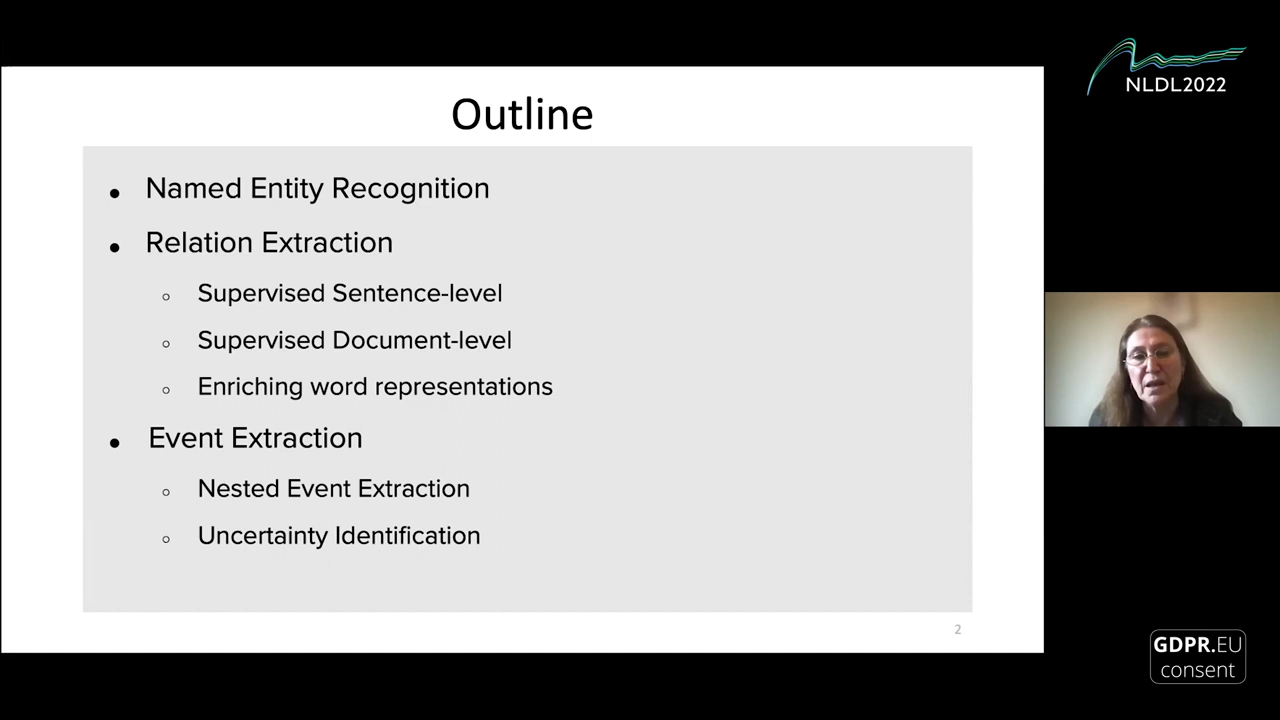 NLDL2022
Outline
• Named Entity Recognition
• Relation Extraction
○ Supervised Sentence-level
○ Supervised Document-level
○ Enriching word representations
• Event Extraction
○ Nested Event Extraction
○ Uncertainty Identification
2
GDPR.EU
consent